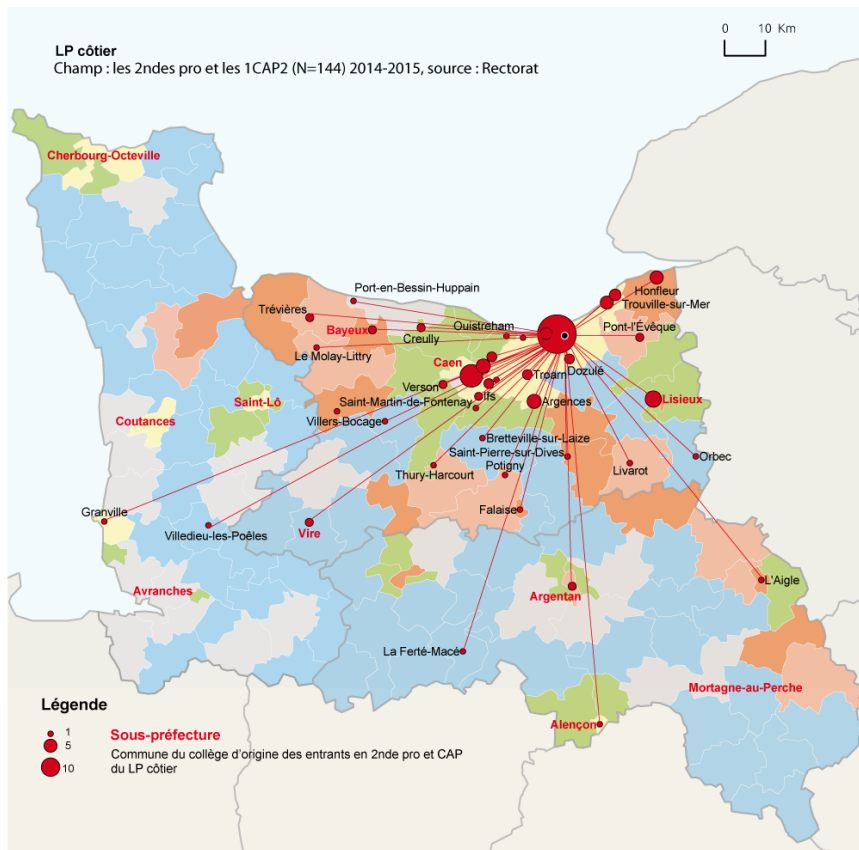 LP côtier
Champ : les 2ndes pro et les 1CAP2 (N=144) 2014-2015, source : Rectorat
0 10 Km
Cherbourg-Octeville
Port-en-Bessin-Huppain
Honfleur
Trévières
Trouville-sur-Mer
Bayeux
Ouistreham
Pont-l'Évêque
Creully
Le Molay-Littry
Caen
Dozulé
Troarn
Verson
Ifs
Lisieux
Saint-Lô
Saint-Martin-de-Fontenay
Argences
Villers-Bocage
Coutances
Bretteville-sur-Laize
Saint-Pierre-sur-Dives
Orbec
Potigny
Livarot
Thury-Harcourt
Granville
Falaise
Villedieu-les-Poêles
Vire
L'Aigle
Avranches
Argentan
La Ferté-Macé
Mortagne-au-Perche
Alençon
Légende
1
5
10
Sous-préfecture
Commune du collège d'origine des entrants en 2nde pro et CAP
du LP côtier